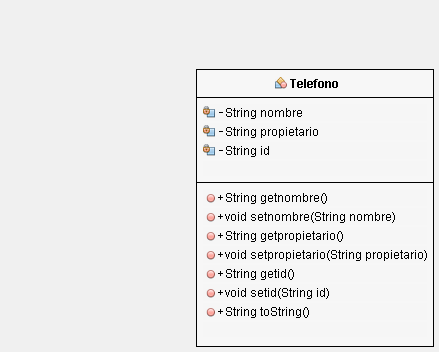 Telefono
- String nombre
- String propietario
- String id
+ String getnombre()
+ void setnombre(String nombre)
+ String getpropietario()
+ void setpropietario(String propietario)
+ String getid()
+ void setid(String id)
+ String toString()